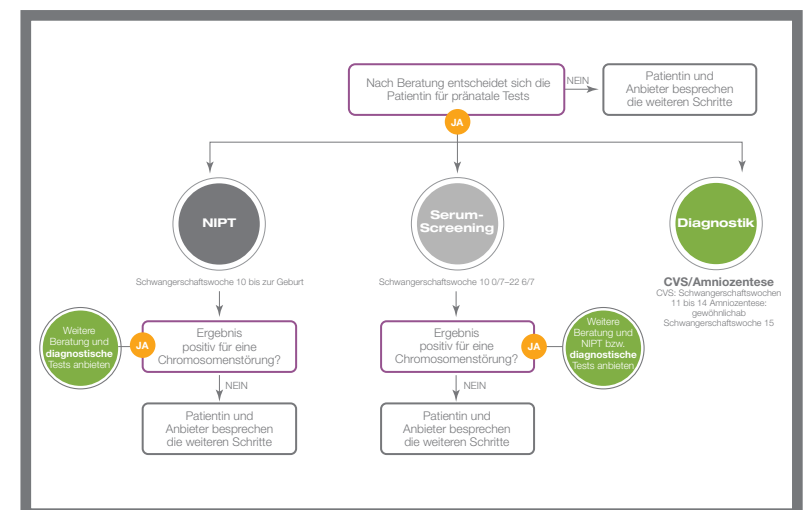 Nach Beratung entscheidet sich die
Patientin für pränatale Tests
NEIN
Patientin und
Anbieter besprechen
die weiteren Schritte
JA
NIPT
Serum-
Screening
Diagnostik
Schwangerschaftswoche 10 bis zur Geburt
Schwangerschaftswoche 10 0/7–22 6/7
CVS/Amniozentese
CVS: Schwangerschaftswochen
11 bis 14 Amniozentese:
gewöhnlichab
Schwangerschaftswoche 15
Weitere
Beratung und
diagnostische
Tests anbieten
JA
Ergebnis
positiv für eine
Chromosomenstörung?
Ergebnis
positiv für eine
Chromosomenstörung?
JA
Weitere
Beratung und
NIPT bzw.
diagnostische
Tests anbieten
NEIN
NEIN
Patientin und
Anbieter besprechen
die weiteren Schritte
Patientin und
Anbieter besprechen
die weiteren Schritte